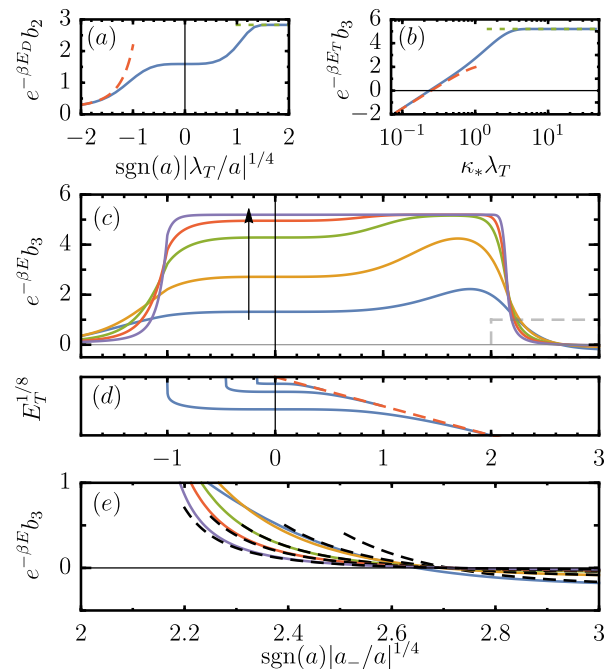 (a)
e^{-βE_D} b_2
3
2
1
0
−2 −1 0 1 2
sgn(a)|λ_T/a|^{1/4}
(b)
e^{-βE_T} b_3
6
4
2
0
−2
10^{-1} 10^0 10^1
κ_*λ_T
(c)
e^{-βE} b_3
6
4
2
0
(d)
E_T^{1/8}
−1 0 1 2 3
(e)
e^{-βE} b_3
1
0
2 2.2 2.4 2.6 2.8 3
sgn(a)|a_−/a|^{1/4}